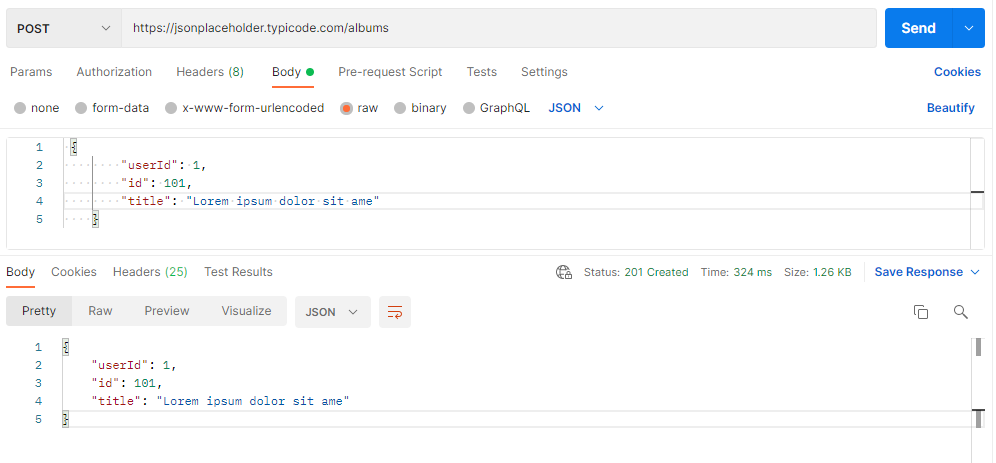 POST https://jsonplaceholder.typicode.com/albums Send
Params Authorization Headers (8) Body Pre-request Script Tests Settings Cookies
none form-data x-www-form-urlencoded raw binary GraphQL JSON Beautify
1 {
2 "userId": 1,
3 "id": 101,
4 "title": "Lorem ipsum dolor sit ame"
5 }
Body Cookies Headers (25) Test Results Status: 201 Created Time: 324 ms Size: 1.26 KB Save Response
Pretty Raw Preview Visualize JSON
1 {
2 "userId": 1,
3 "id": 101,
4 "title": "Lorem ipsum dolor sit ame"
5 }